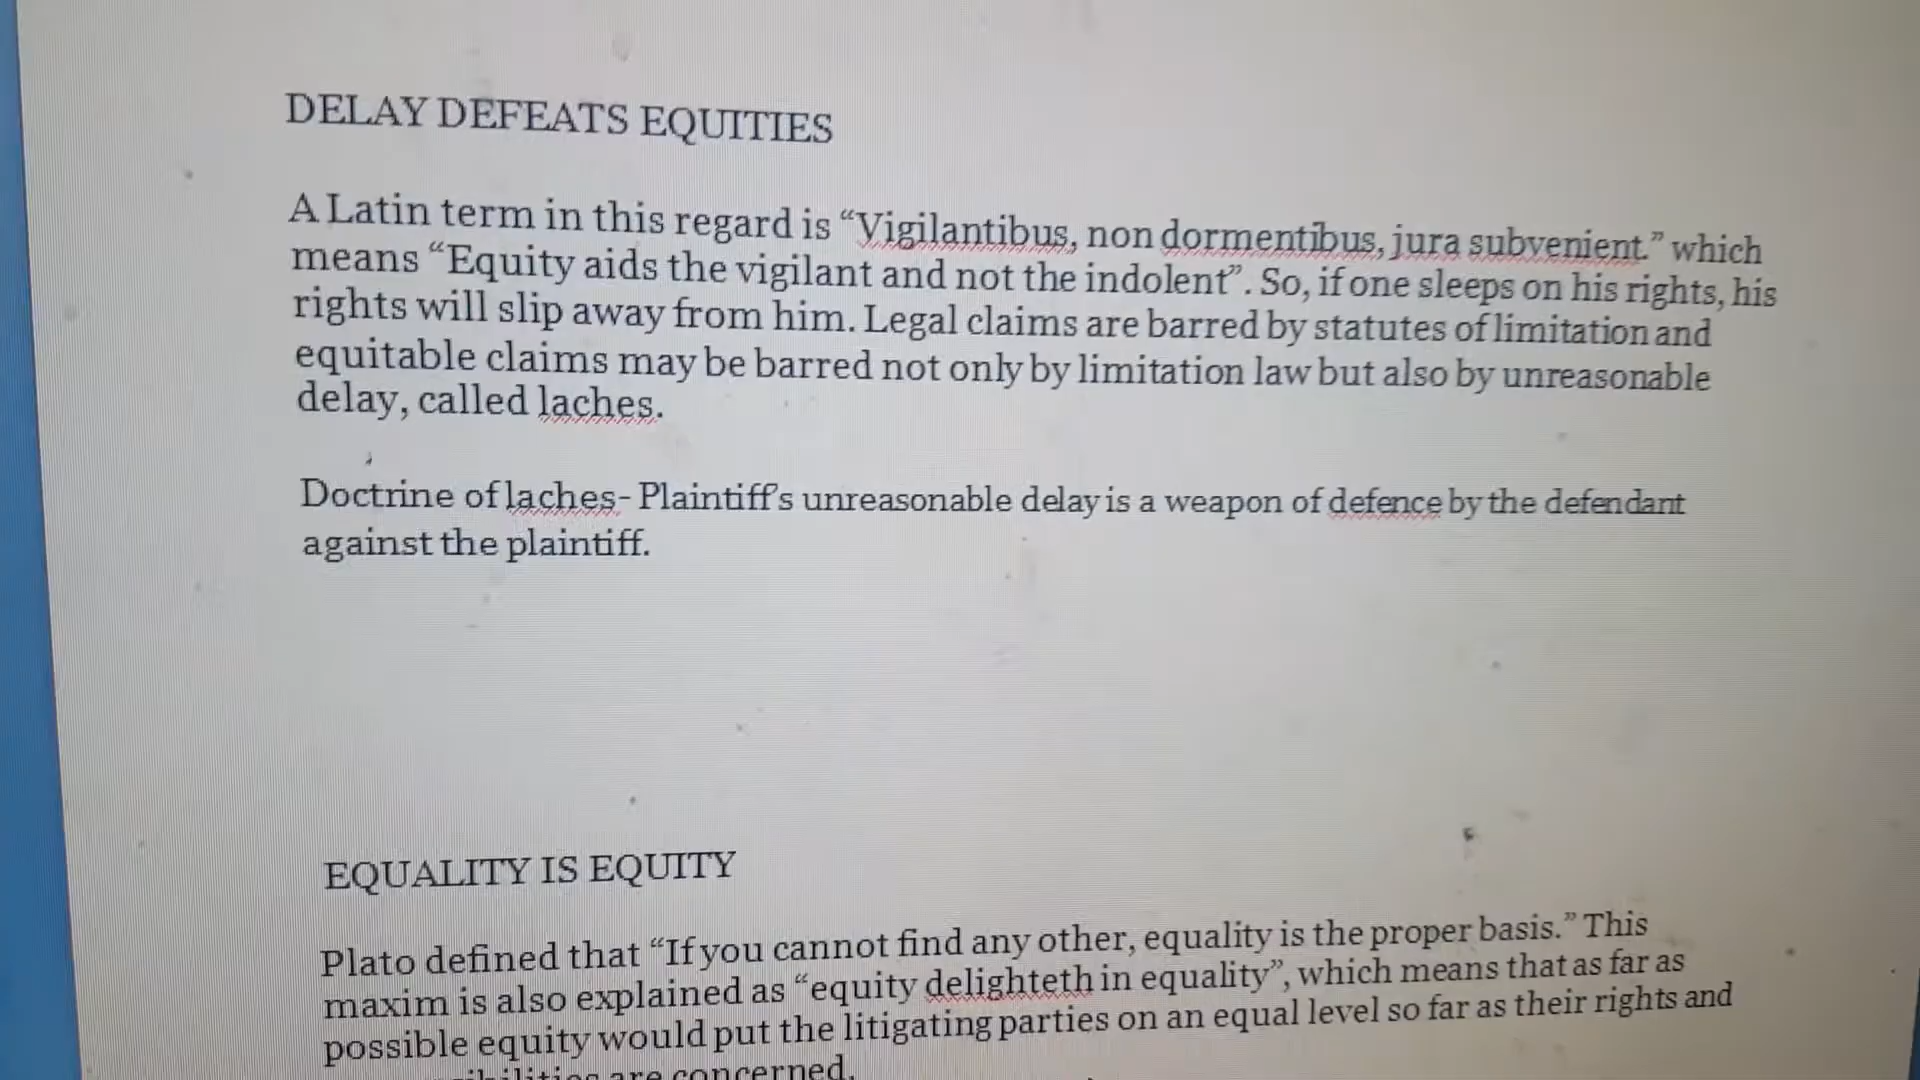 DELAY DEFEATS EQUITIES
A Latin term in this regard is “Vigilantibus, non dormentibus, jura subvenient.” which
means “Equity aids the vigilant and not the indolent”. So, if one sleeps on his rights, his
rights will slip away from him. Legal claims are barred by statutes of limitation and
equitable claims may be barred not only by limitation law but also by unreasonable
delay, called laches.
Doctrine of laches- Plaintiff's unreasonable delay is a weapon of defence by the defendant
against the plaintiff.
EQUALITY IS EQUITY
Plato defined that “If you cannot find any other, equality is the proper basis.” This
maxim is also explained as “equity delighteth in equality”, which means that as far as
possible equity would put the litigating parties on an equal level so far as their rights and
are concerned.